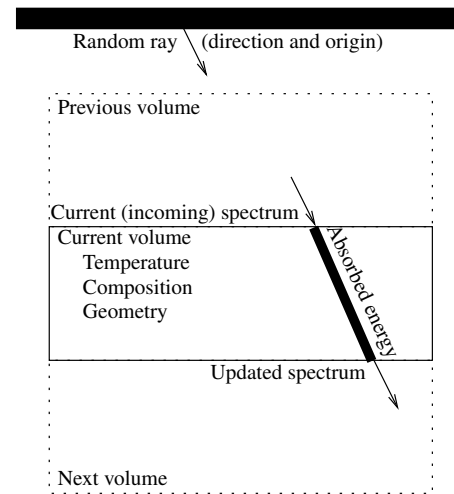 Random ray (direction and origin)
Previous volume
Current (incoming) spectrum
Current volume
Temperature
Composition
Geometry
Absorbed energy
Updated spectrum
Next volume